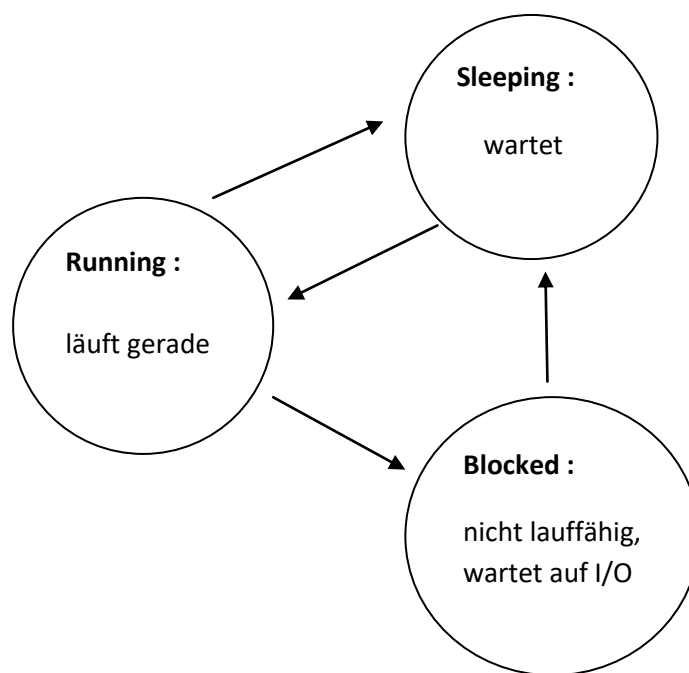 Sleeping :
wartet
Running :
läuft gerade
Blocked :
nicht lauffähig,
wartet auf I/O